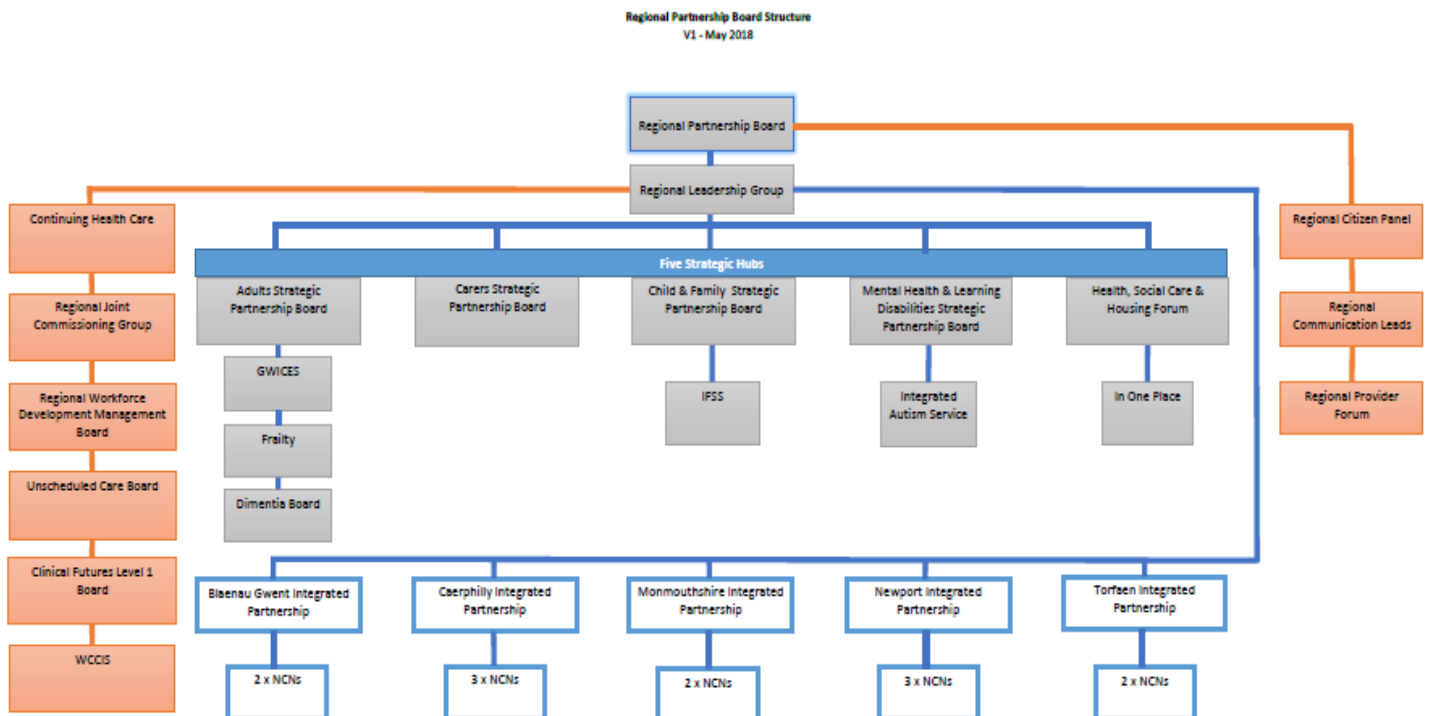 Regional Partnership Board Structure
V1 - May 2018
Regional Partnership Board
Regional Leadership Group
Continuing Health Care
Regional Joint
Commissioning Group
Regional Workforce
Development Management
Board
Unscheduled Care Board
Clinical Futures Level 1
Board
WCCIS
Five Strategic Hubs
Adults Strategic
Partnership Board
GWICES
Frailty
Dimentia Board
Carers Strategic
Partnership Board
Child & Family Strategic
Partnership Board
IFSS
Mental Health & Learning
Disabilities Strategic
Partnership Board
Integrated
Autism Service
Health, Social Care &
Housing Forum
In One Place
Regional Citizen Panel
Regional
Communication Leads
Regional Provider
Forum
Blaenau Gwent Integrated
Partnership
2 x NCNs
Caerphilly Integrated
Partnership
3 x NCNs
Monmouthshire Integrated
Partnership
2 x NCNs
Newport Integrated
Partnership
3 x NCNs
Torfaen Integrated
Partnership
2 x NCNs